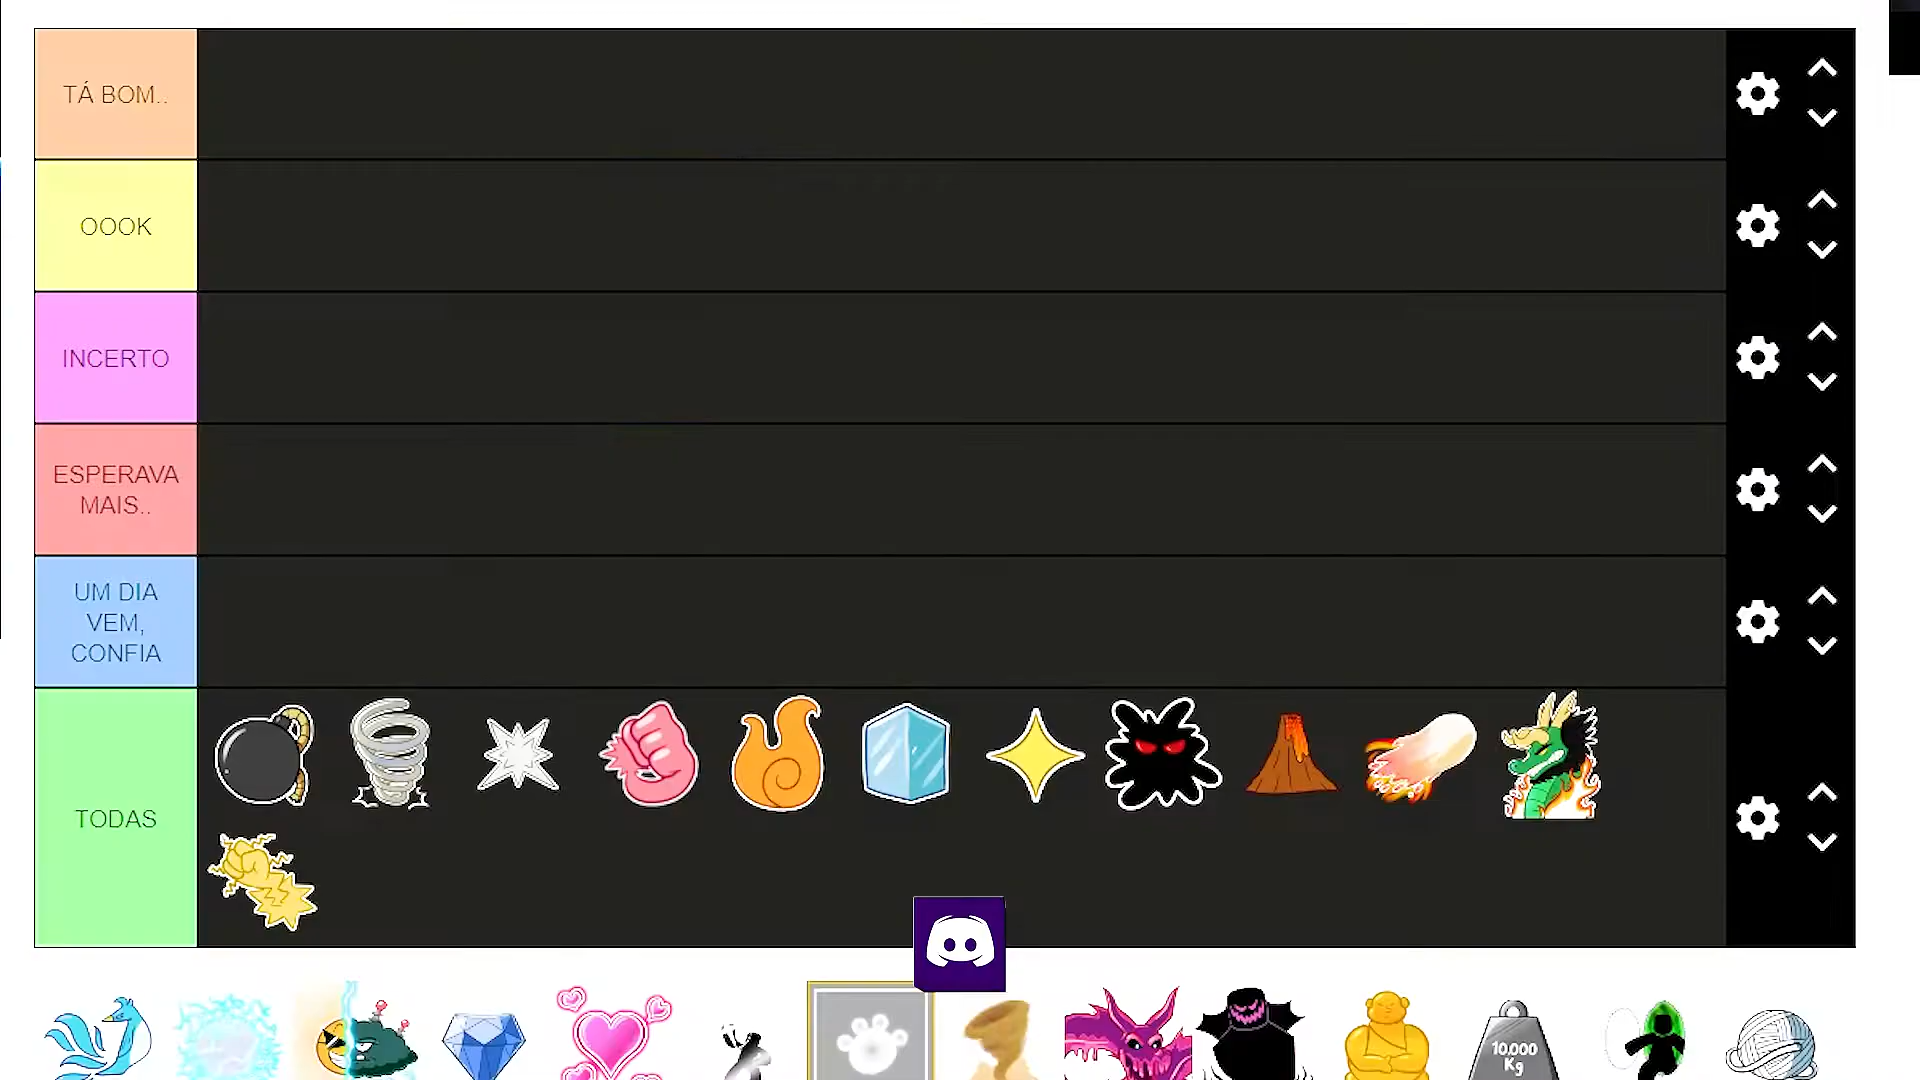 TÁ BOM..
OOOK
INCERTO
ESPERAVA
MAIS..
UM DIA
VEM,
CONFIA
TODAS
10.000
Kg